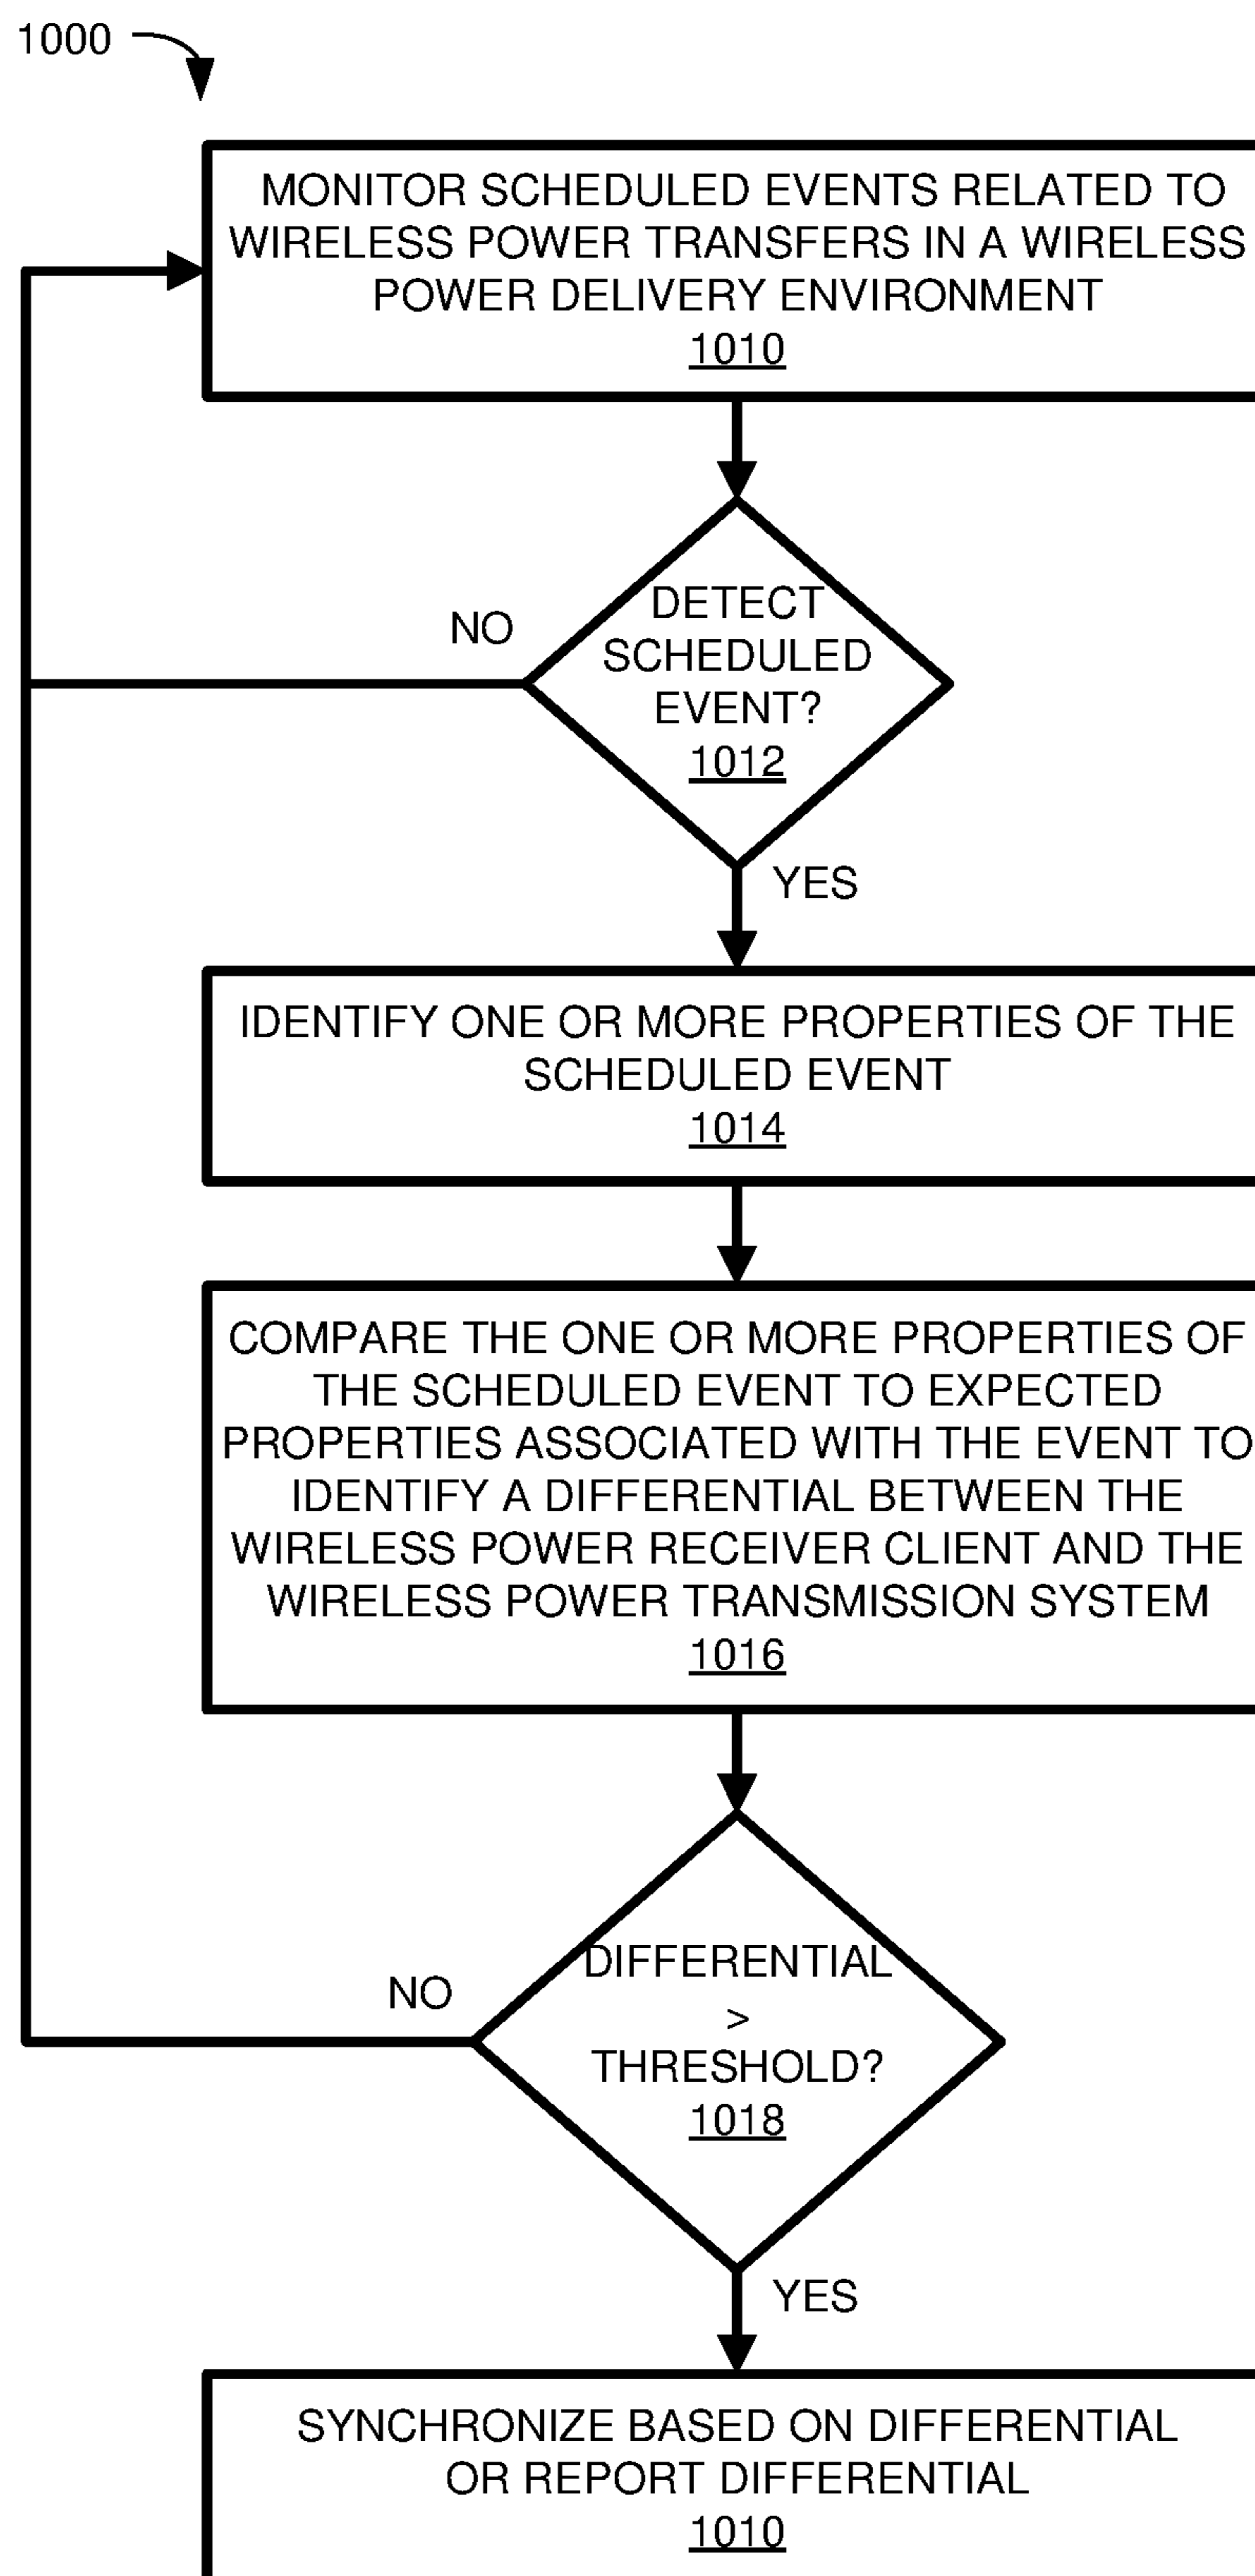 1000
MONITOR SCHEDULED EVENTS RELATED TO
WIRELESS POWER TRANSFERS IN A WIRELESS
POWER DELIVERY ENVIRONMENT
1010
DETECT
SCHEDULED
EVENT?
1012
NO
YES
IDENTIFY ONE OR MORE PROPERTIES OF THE
SCHEDULED EVENT
1014
COMPARE THE ONE OR MORE PROPERTIES OF
THE SCHEDULED EVENT TO EXPECTED
PROPERTIES ASSOCIATED WITH THE EVENT TO
IDENTIFY A DIFFERENTIAL BETWEEN THE
WIRELESS POWER RECEIVER CLIENT AND THE
WIRELESS POWER TRANSMISSION SYSTEM
1016
DIFFERENTIAL
>
THRESHOLD?
1018
NO
YES
SYNCHRONIZE BASED ON DIFFERENTIAL
OR REPORT DIFFERENTIAL
1010